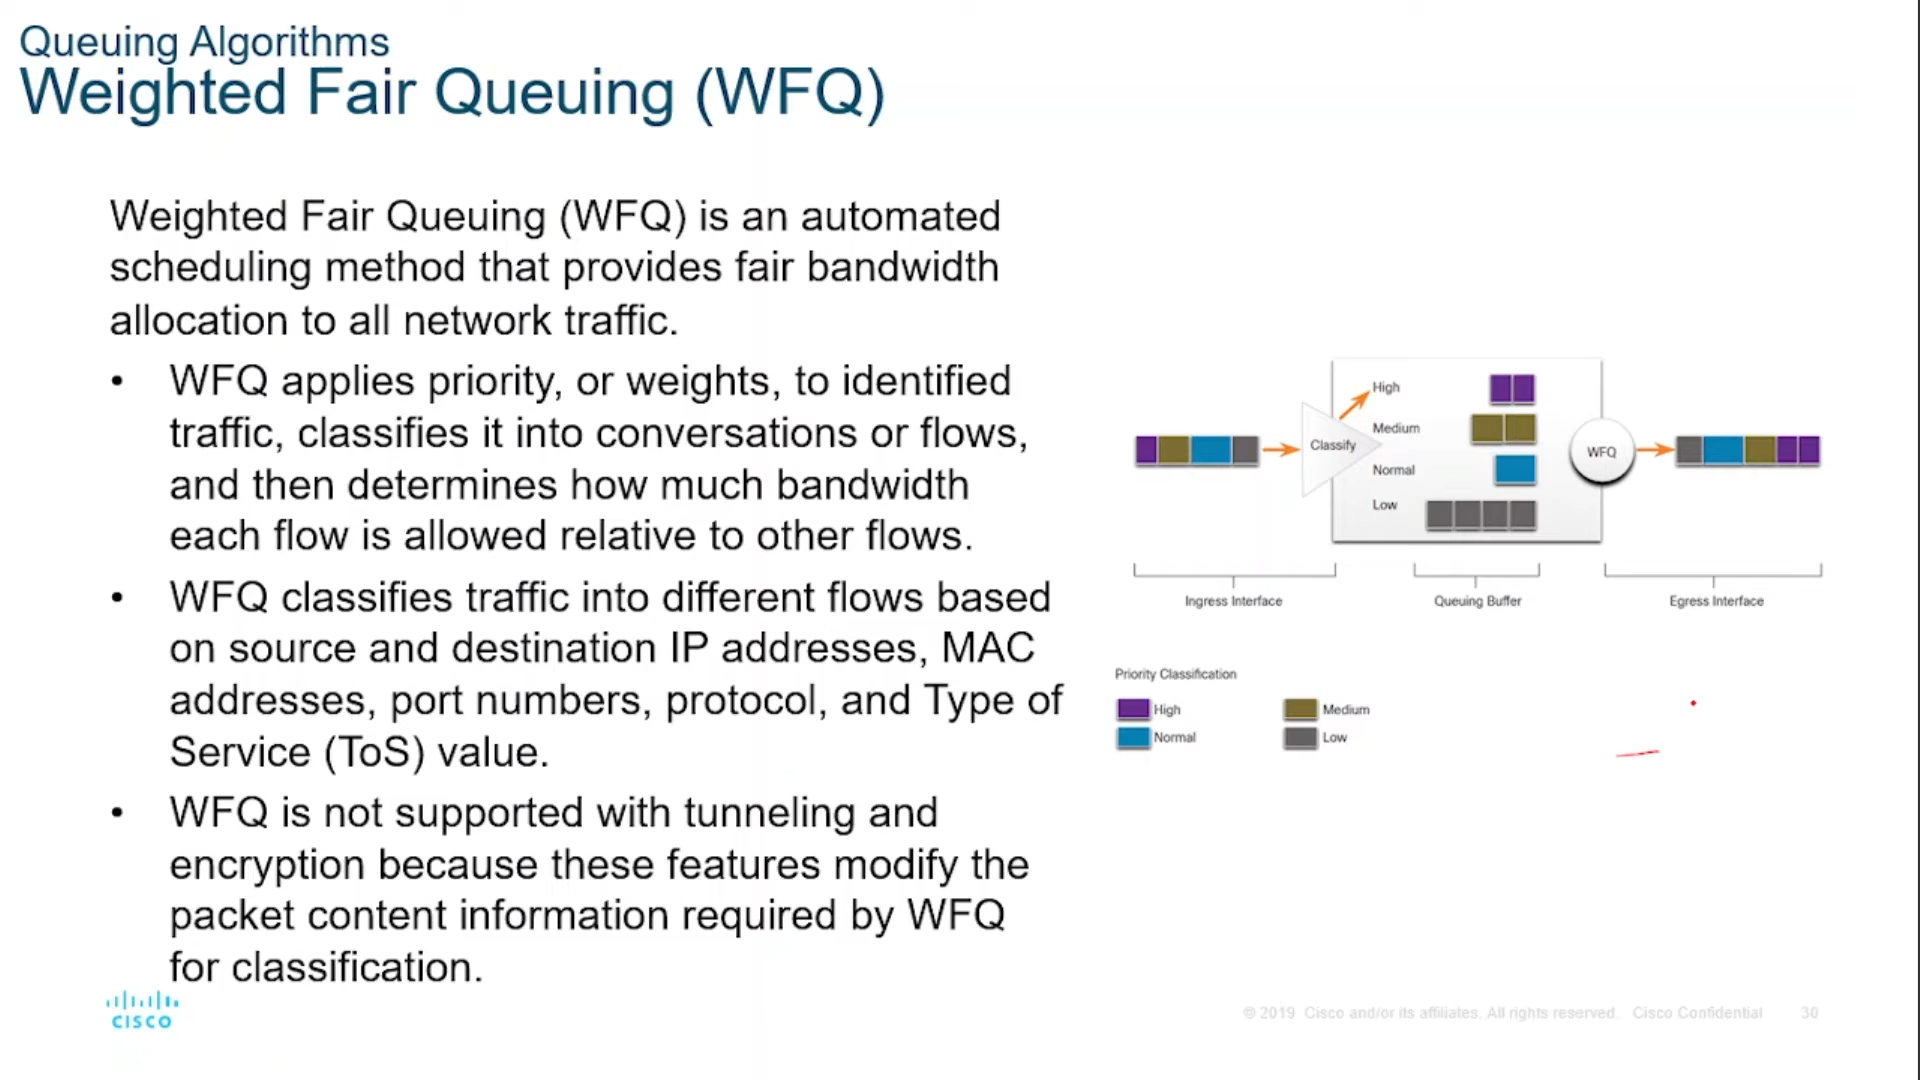 Queuing Algorithms
Weighted Fair Queuing (WFQ)
Weighted Fair Queuing (WFQ) is an automated
scheduling method that provides fair bandwidth
allocation to all network traffic.
• WFQ applies priority, or weights, to identified
traffic, classifies it into conversations or flows,
and then determines how much bandwidth
each flow is allowed relative to other flows.
• WFQ classifies traffic into different flows based
on source and destination IP addresses, MAC
addresses, port numbers, protocol, and Type of
Service (ToS) value.
• WFQ is not supported with tunneling and
encryption because these features modify the
packet content information required by WFQ
for classification.
High
Medium
Classify
Normal
Low
WFQ
Ingress Interface
Queuing Buffer
Egress Interface
Priority Classification
High
Medium
Normal
Low
CISCO
© 2019 Cisco and/or its affiliates. All rights reserved. Cisco Confidential
30